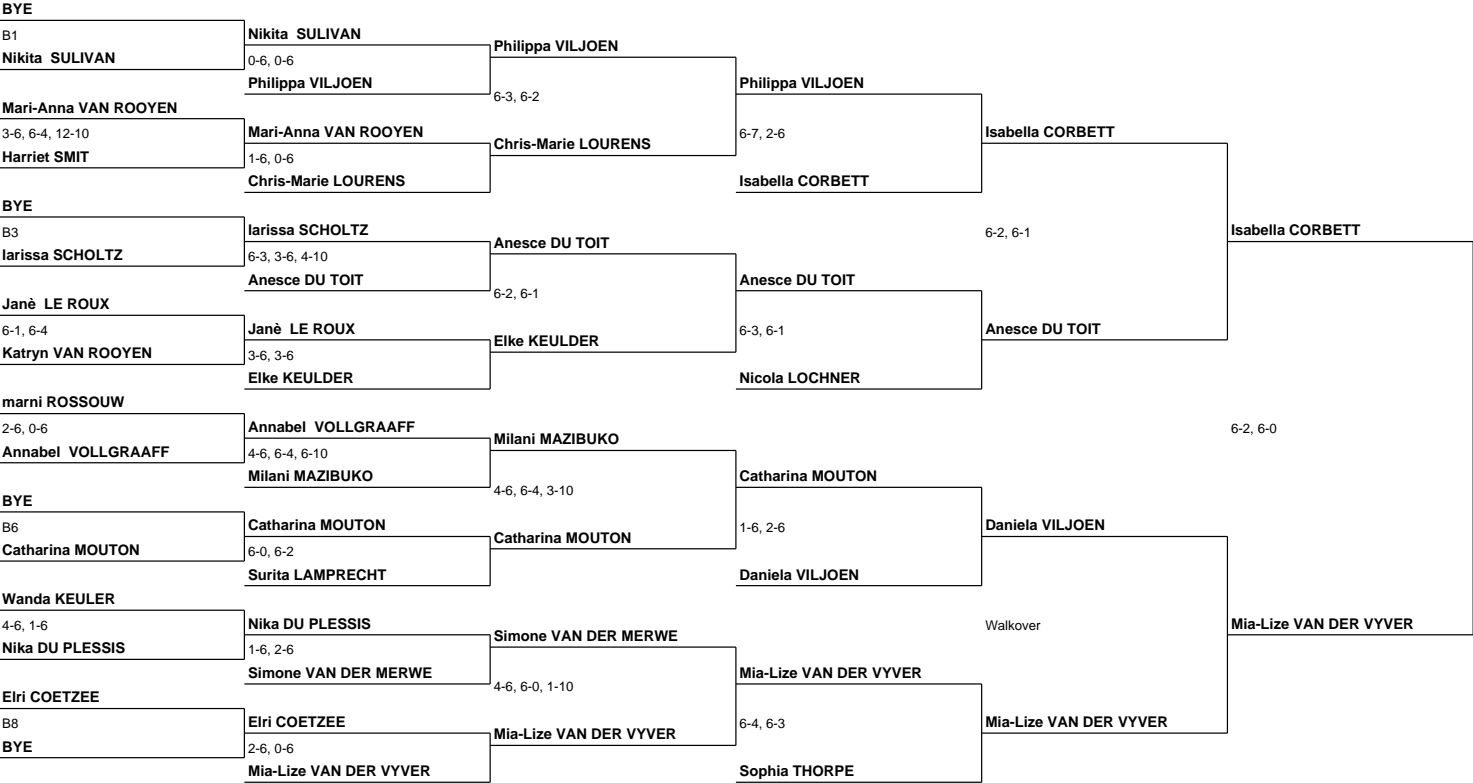 BYE
B1
Nikita SULIVAN
Mari-Anna VAN ROOYEN
3-6, 6-4, 12-10
Harriet SMIT
BYE
B3
larissa SCHOLTZ
Janè LE ROUX
6-1, 6-4
Katryn VAN ROOYEN
marni ROSSOUW
2-6, 0-6
Annabel VOLLGRAAFF
BYE
B6
Catharina MOUTON
Wanda KEULER
4-6, 1-6
Nika DU PLESSIS
Elri COETZEE
B8
BYE
Nikita SULIVAN
0-6, 0-6
Philippa VILJOEN
Mari-Anna VAN ROOYEN
1-6, 0-6
Chris-Marie LOURENS
larissa SCHOLTZ
6-3, 3-6, 4-10
Anesce DU TOIT
Janè LE ROUX
3-6, 3-6
Elke KEULDER
Annabel VOLLGRAAFF
4-6, 6-4, 6-10
Milani MAZIBUKO
Catharina MOUTON
6-0, 6-2
Surita LAMPRECHT
Nika DU PLESSIS
1-6, 2-6
Simone VAN DER MERWE
Elri COETZEE
2-6, 0-6
Mia-Lize VAN DER VYVER
Philippa VILJOEN
6-3, 6-2
Chris-Marie LOURENS
Anesce DU TOIT
6-2, 6-1
Elke KEULDER
Milani MAZIBUKO
4-6, 6-4, 3-10
Catharina MOUTON
Simone VAN DER MERWE
4-6, 6-0, 1-10
Mia-Lize VAN DER VYVER
Philippa VILJOEN
6-7, 2-6
Isabella CORBETT
Anesce DU TOIT
6-3, 6-1
Nicola LOCHNER
Catharina MOUTON
1-6, 2-6
Daniela VILJOEN
Mia-Lize VAN DER VYVER
6-4, 6-3
Sophia THORPE
Isabella CORBETT
6-2, 6-1
Anesce DU TOIT
Daniela VILJOEN
Walkover
Mia-Lize VAN DER VYVER
Isabella CORBETT
6-2, 6-0
Mia-Lize VAN DER VYVER